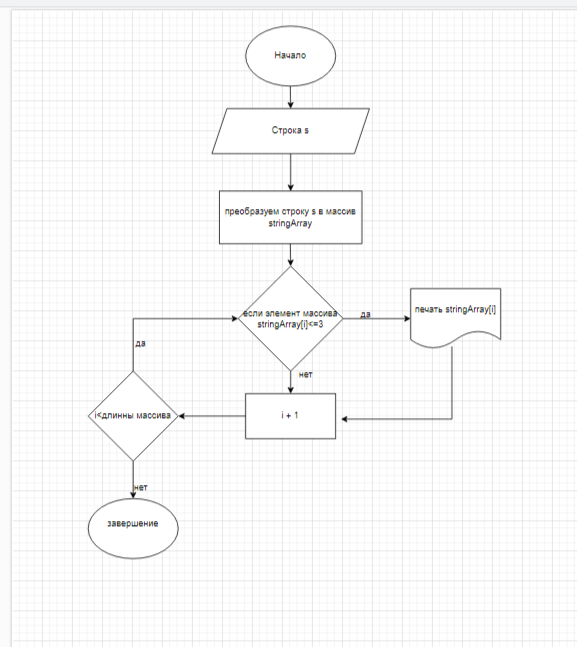 Начало
Строка s
преобразуем строку s в массив
stringArray
если элемент массива
stringArray[i]<=3
да
печать stringArray[i]
да
нет
i<длинны массива
i + 1
нет
завершение